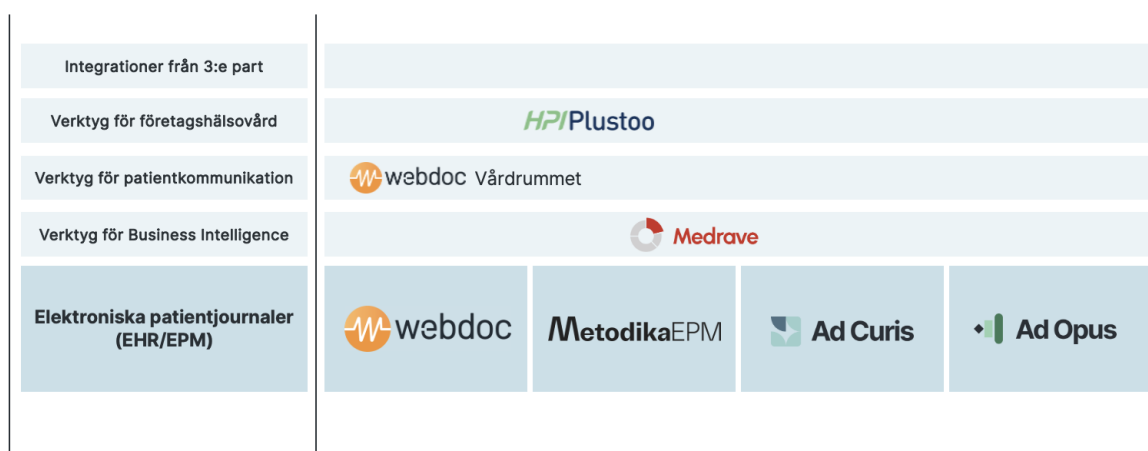 Integrationer från 3:e part
Verktyg för företagshälsovård
HPI Plustoo
Verktyg för patientkommunikation
webdoc Vårdrummet
Verktyg för Business Intelligence
Medrave
Elektroniska patientjournaler
(EHR/EPM)
webdoc
MetodikaEPM
Ad Curis
Ad Opus